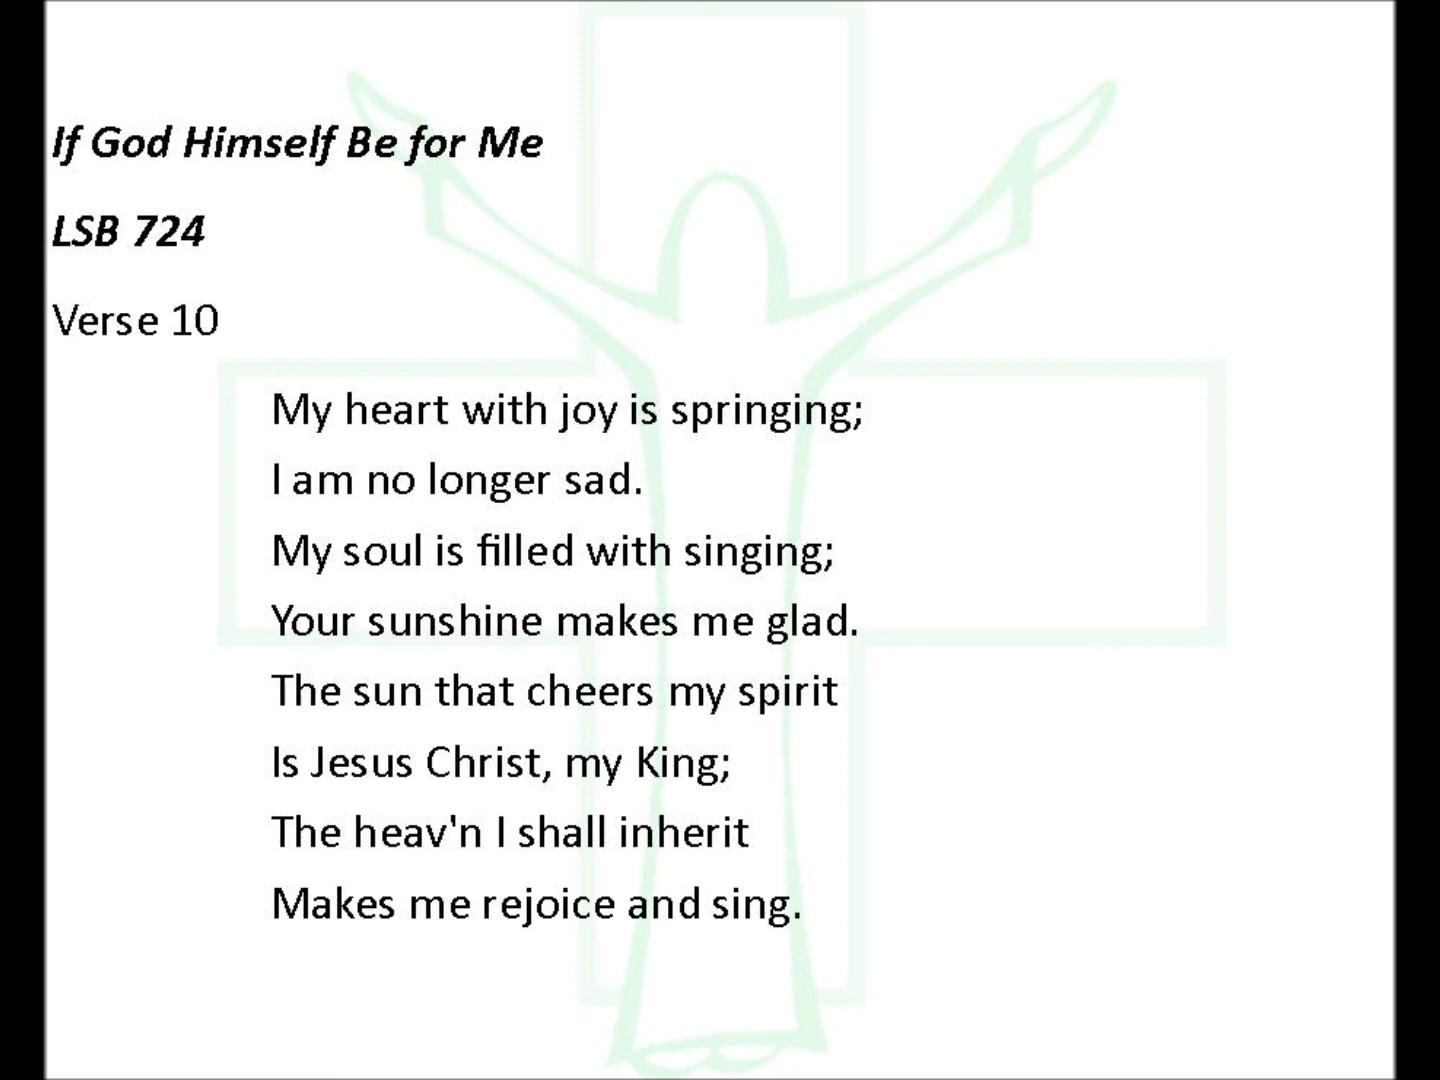 If God Himself Be for Me
LSB 724
Verse 10
My heart with joy is springing;
I am no longer sad.
My soul is filled with singing;
Your sunshine makes me glad.
The sun that cheers my spirit
Is Jesus Christ, my King;
The heav'n I shall inherit
Makes me rejoice and sing.